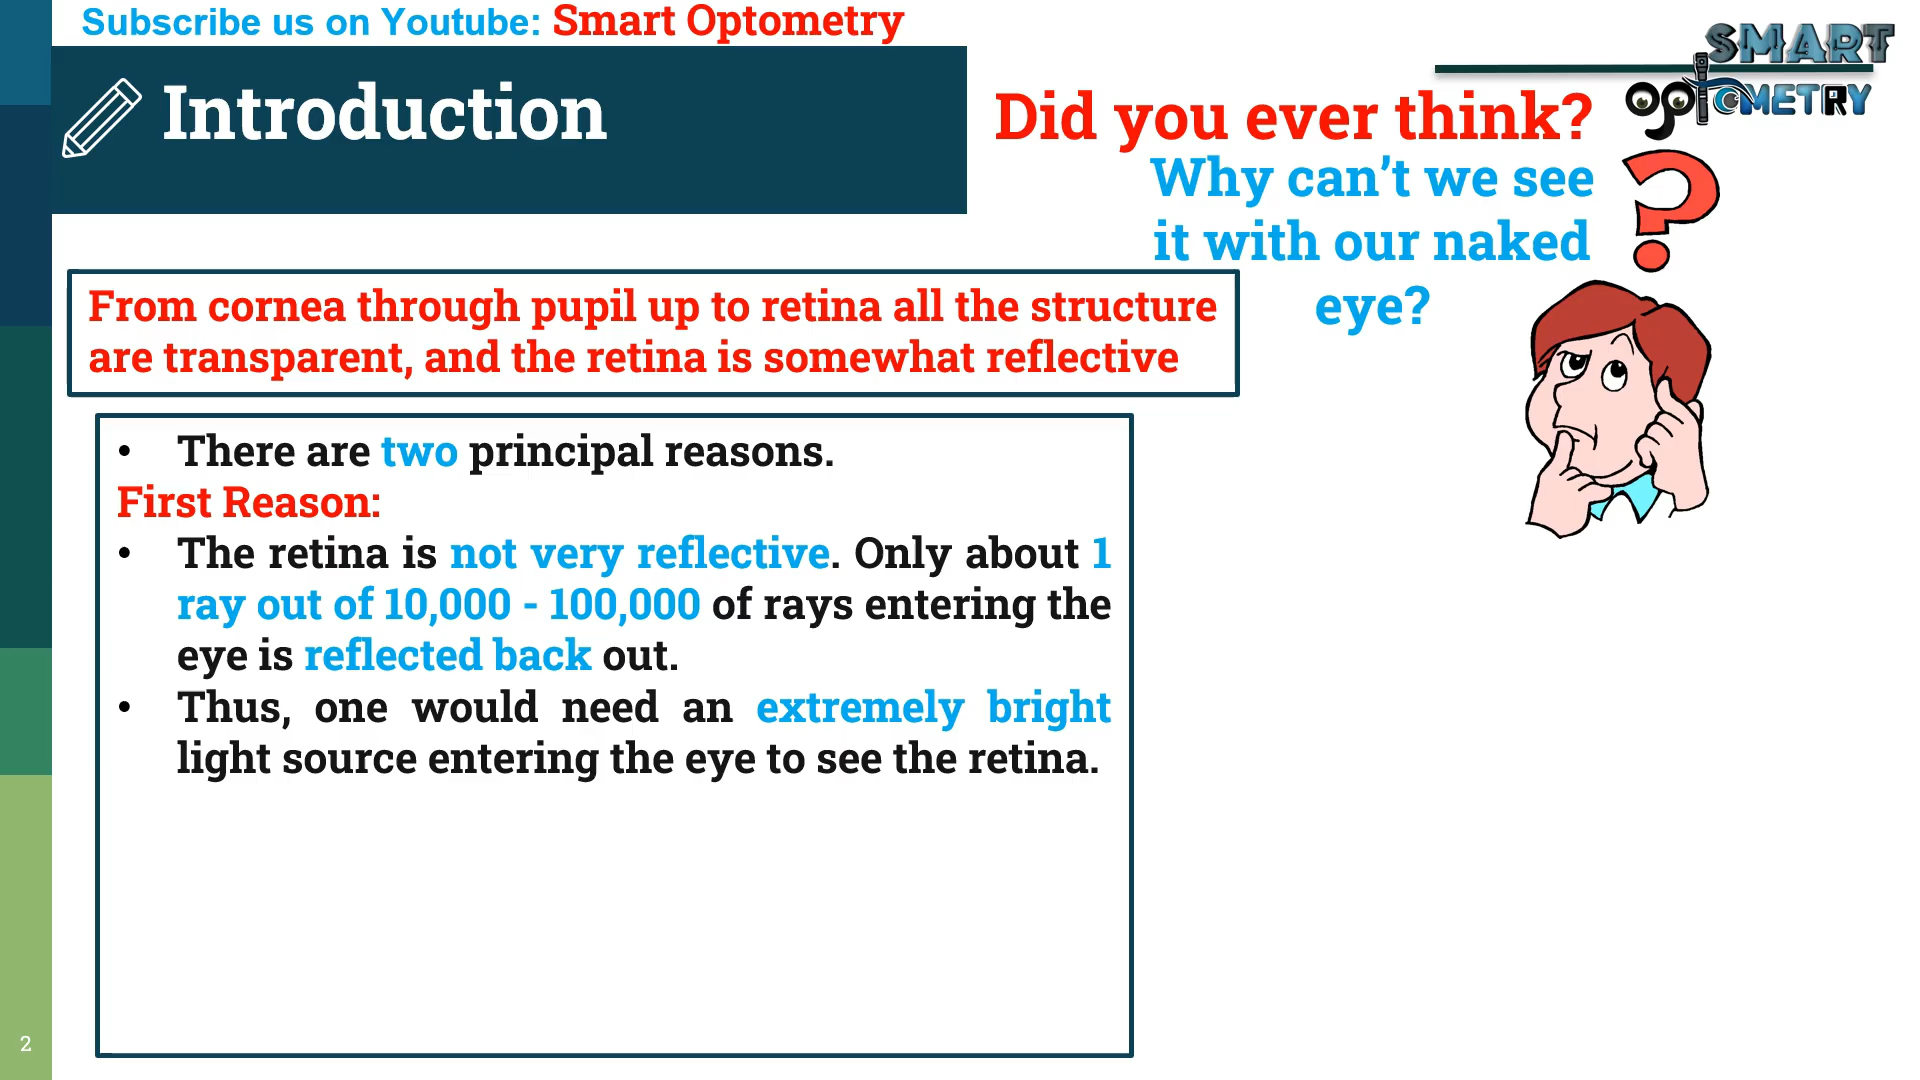 Subscribe us on Youtube: Smart Optometry
SMART
OPTOMETRY
Introduction
Did you ever think?
Why can’t we see
it with our naked
eye?
From cornea through pupil up to retina all the structure
are transparent, and the retina is somewhat reflective
• There are two principal reasons.
First Reason:
• The retina is not very reflective. Only about 1
ray out of 10,000 - 100,000 of rays entering the
eye is reflected back out.
• Thus, one would need an extremely bright
light source entering the eye to see the retina.
2